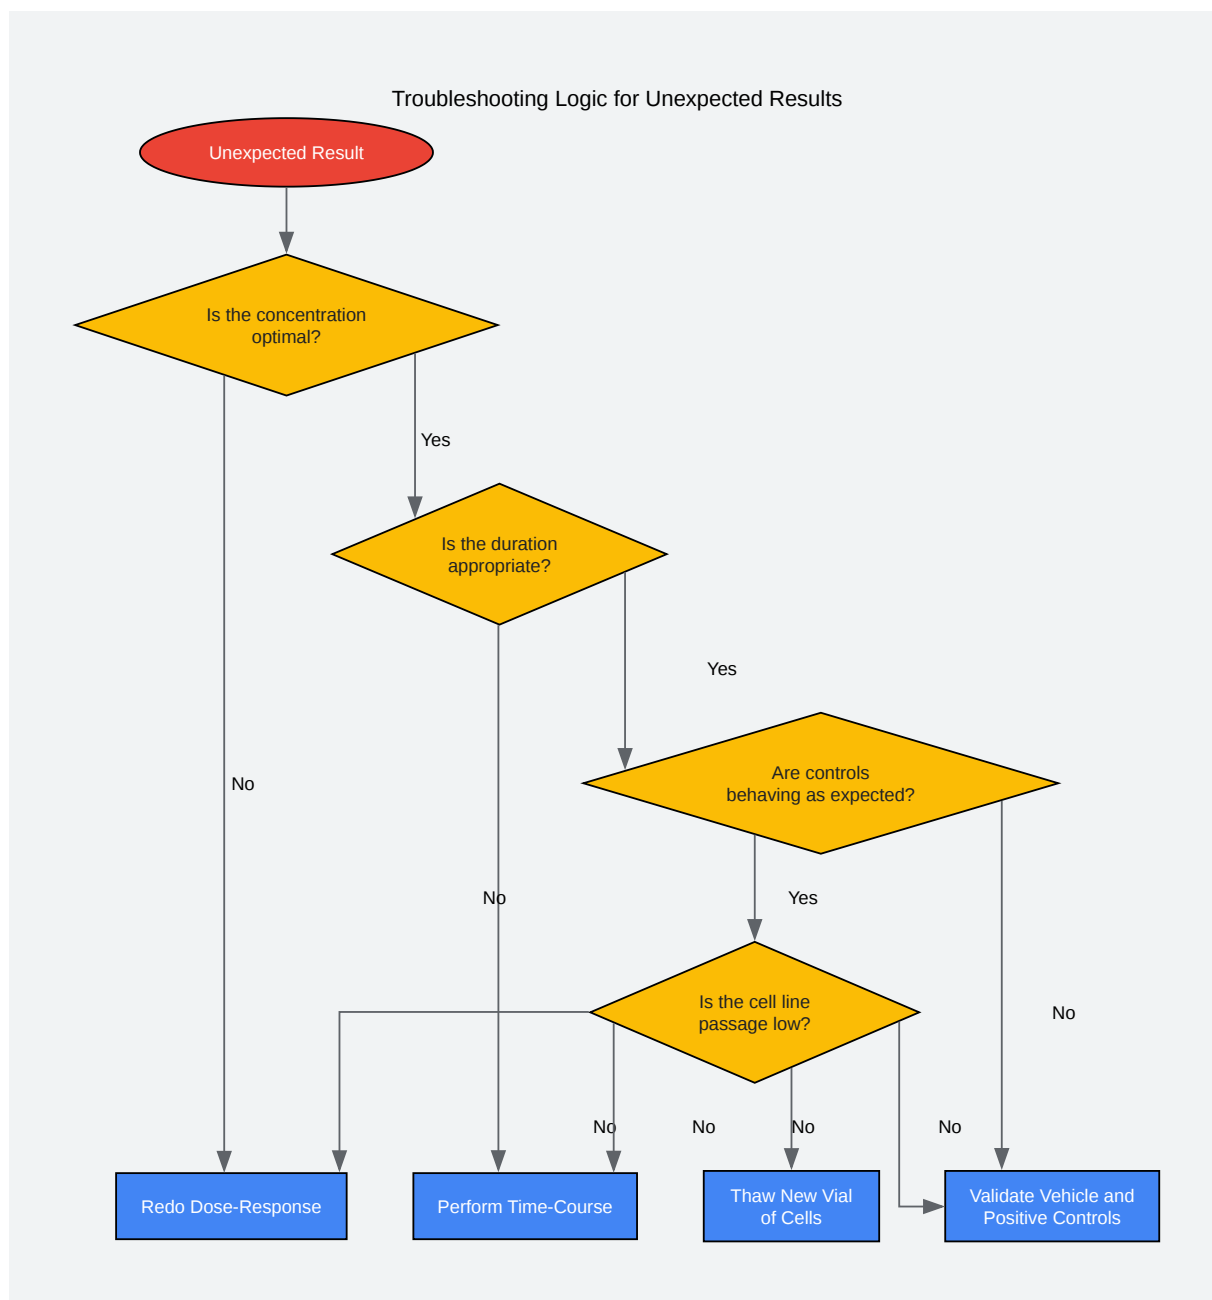 Troubleshooting Logic for Unexpected Results
Unexpected Result
Is the concentration
optimal?
Yes
Is the duration
appropriate?
Yes
Are controls
behaving as expected?
No
No
Yes
Is the cell line
passage low?
No
No
No
No
No
Redo Dose-Response
Perform Time-Course
Thaw New Vial
of Cells
Validate Vehicle and
Positive Controls